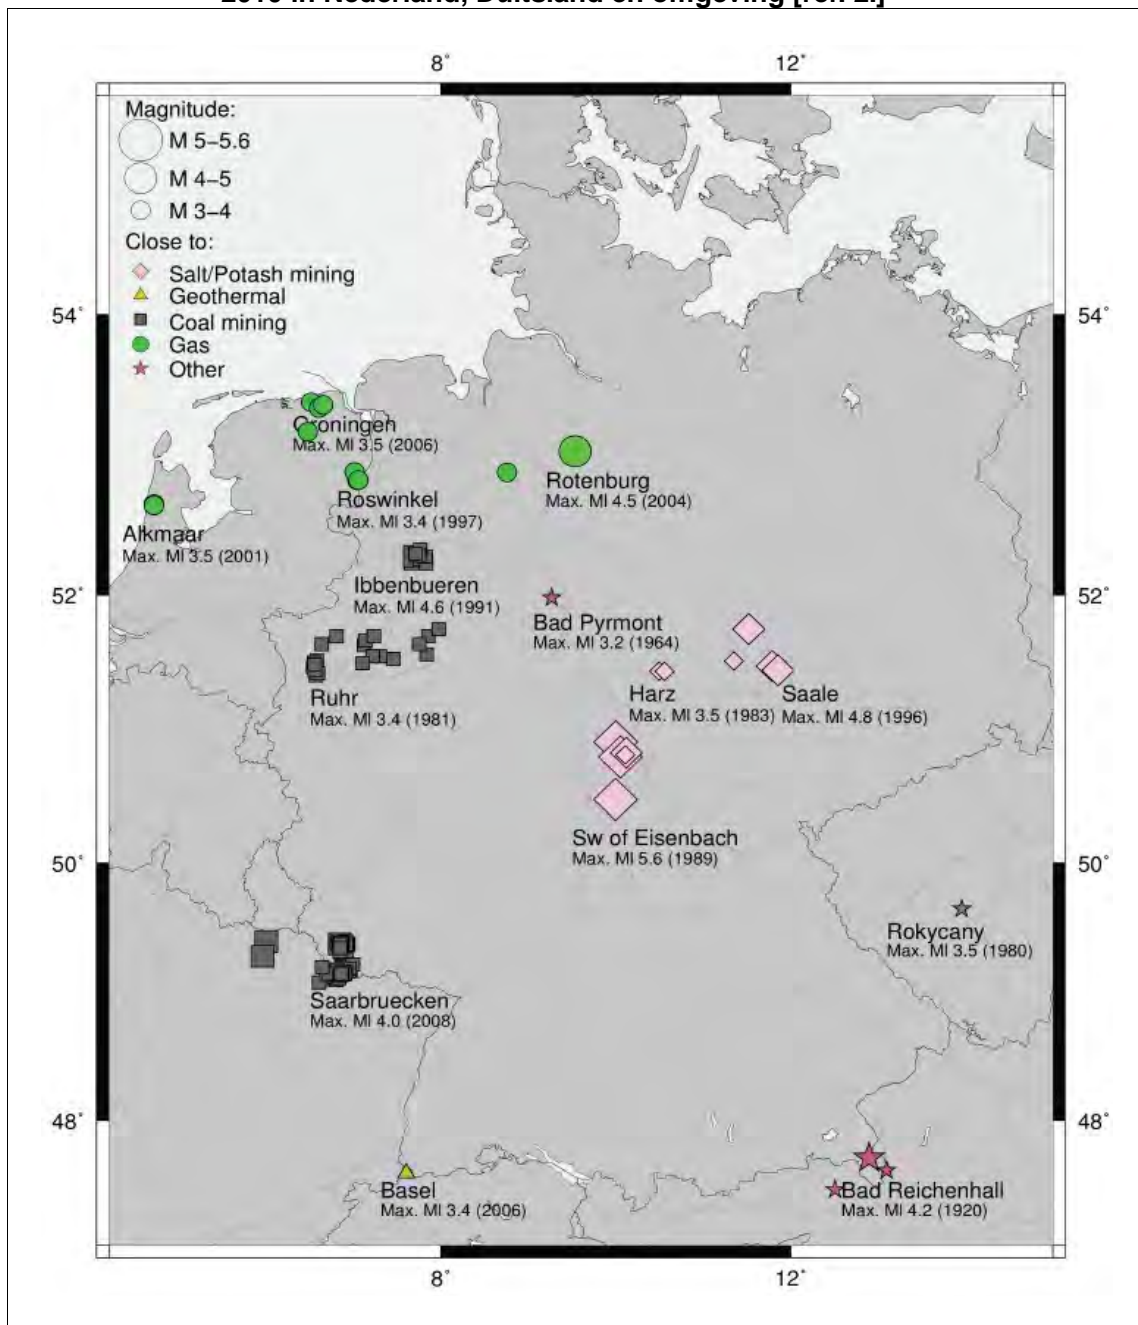 8° 12°
Magnitude:
M 5–5.6
M 4–5
M 3–4
Close to:
Salt/Potash mining
Geothermal
Coal mining
Gas
Other
54° 54°
Groningen
Max. Ml 3.5 (2006)
Rotenburg
Max. Ml 4.5 (2004)
Roswinkel
Max. Ml 3.4 (1997)
Alkmaar
Max. Ml 3.5 (2001)
Ibbenbueren
Max. Ml 4.6 (1991)
52° 52°
Bad Pyrmont
Max. Ml 3.2 (1964)
Ruhr
Max. Ml 3.4 (1981)
Harz
Max. Ml 3.5 (1983)
Saale
Max. Ml 4.8 (1996)
Sw of Eisenbach
Max. Ml 5.6 (1989)
50° 50°
Rokycany
Max. Ml 3.5 (1980)
Saarbruecken
Max. Ml 4.0 (2008)
48° 48°
Basel
Max. Ml 3.4 (2006)
Bad Reichenhall
Max. Ml 4.2 (1920)
8° 12°